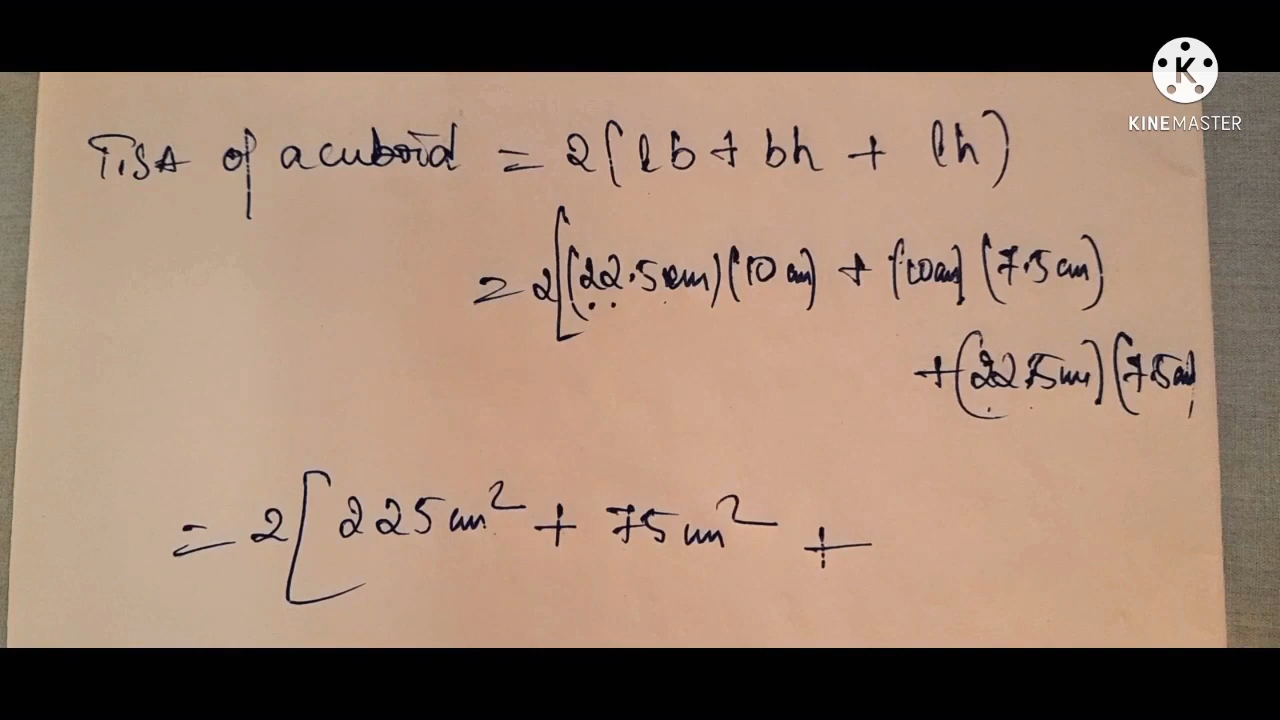 K
KINEMASTER
T.S.A of a cuboid = 2(lb + bh + lh)
= 2[(22.5cm)(10cm) + (10cm)(7.5cm)
+(22.5cm)(7.5cm
= 2[225cm² + 75cm² +